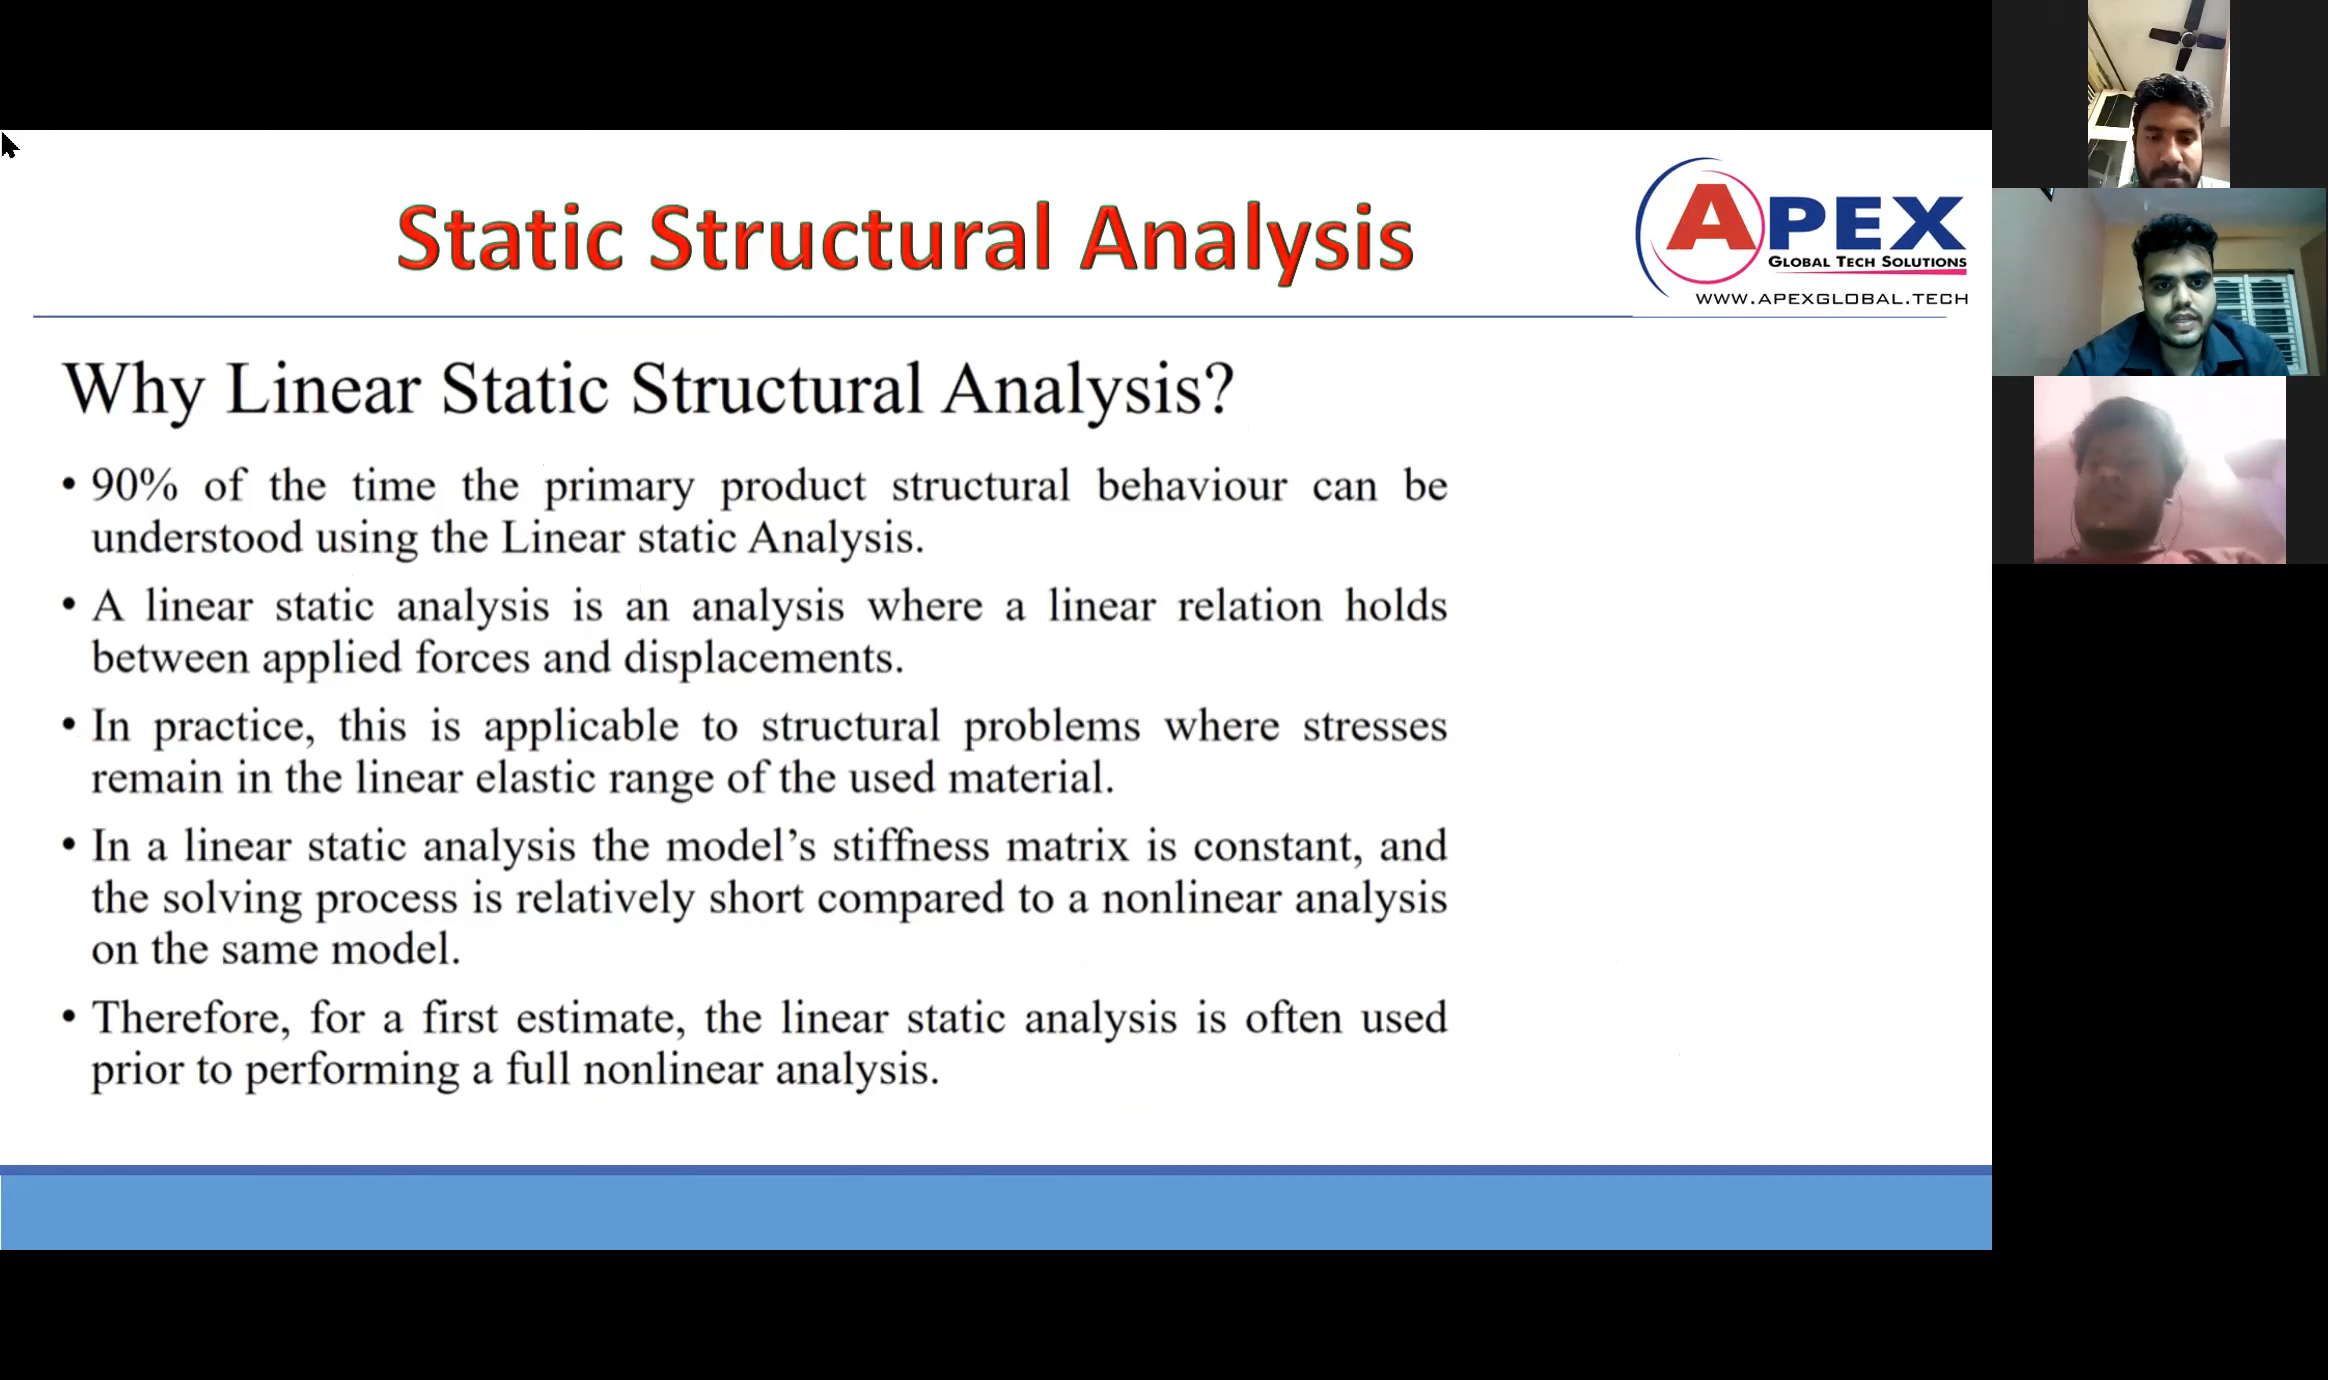 Static Structural Analysis
APEX
GLOBAL TECH SOLUTIONS
WWW.APEXGLOBAL.TECH
Why Linear Static Structural Analysis?
• 90% of the time the primary product structural behaviour can be
understood using the Linear static Analysis.
• A linear static analysis is an analysis where a linear relation holds
between applied forces and displacements.
• In practice, this is applicable to structural problems where stresses
remain in the linear elastic range of the used material.
• In a linear static analysis the model’s stiffness matrix is constant, and
the solving process is relatively short compared to a nonlinear analysis
on the same model.
• Therefore, for a first estimate, the linear static analysis is often used
prior to performing a full nonlinear analysis.